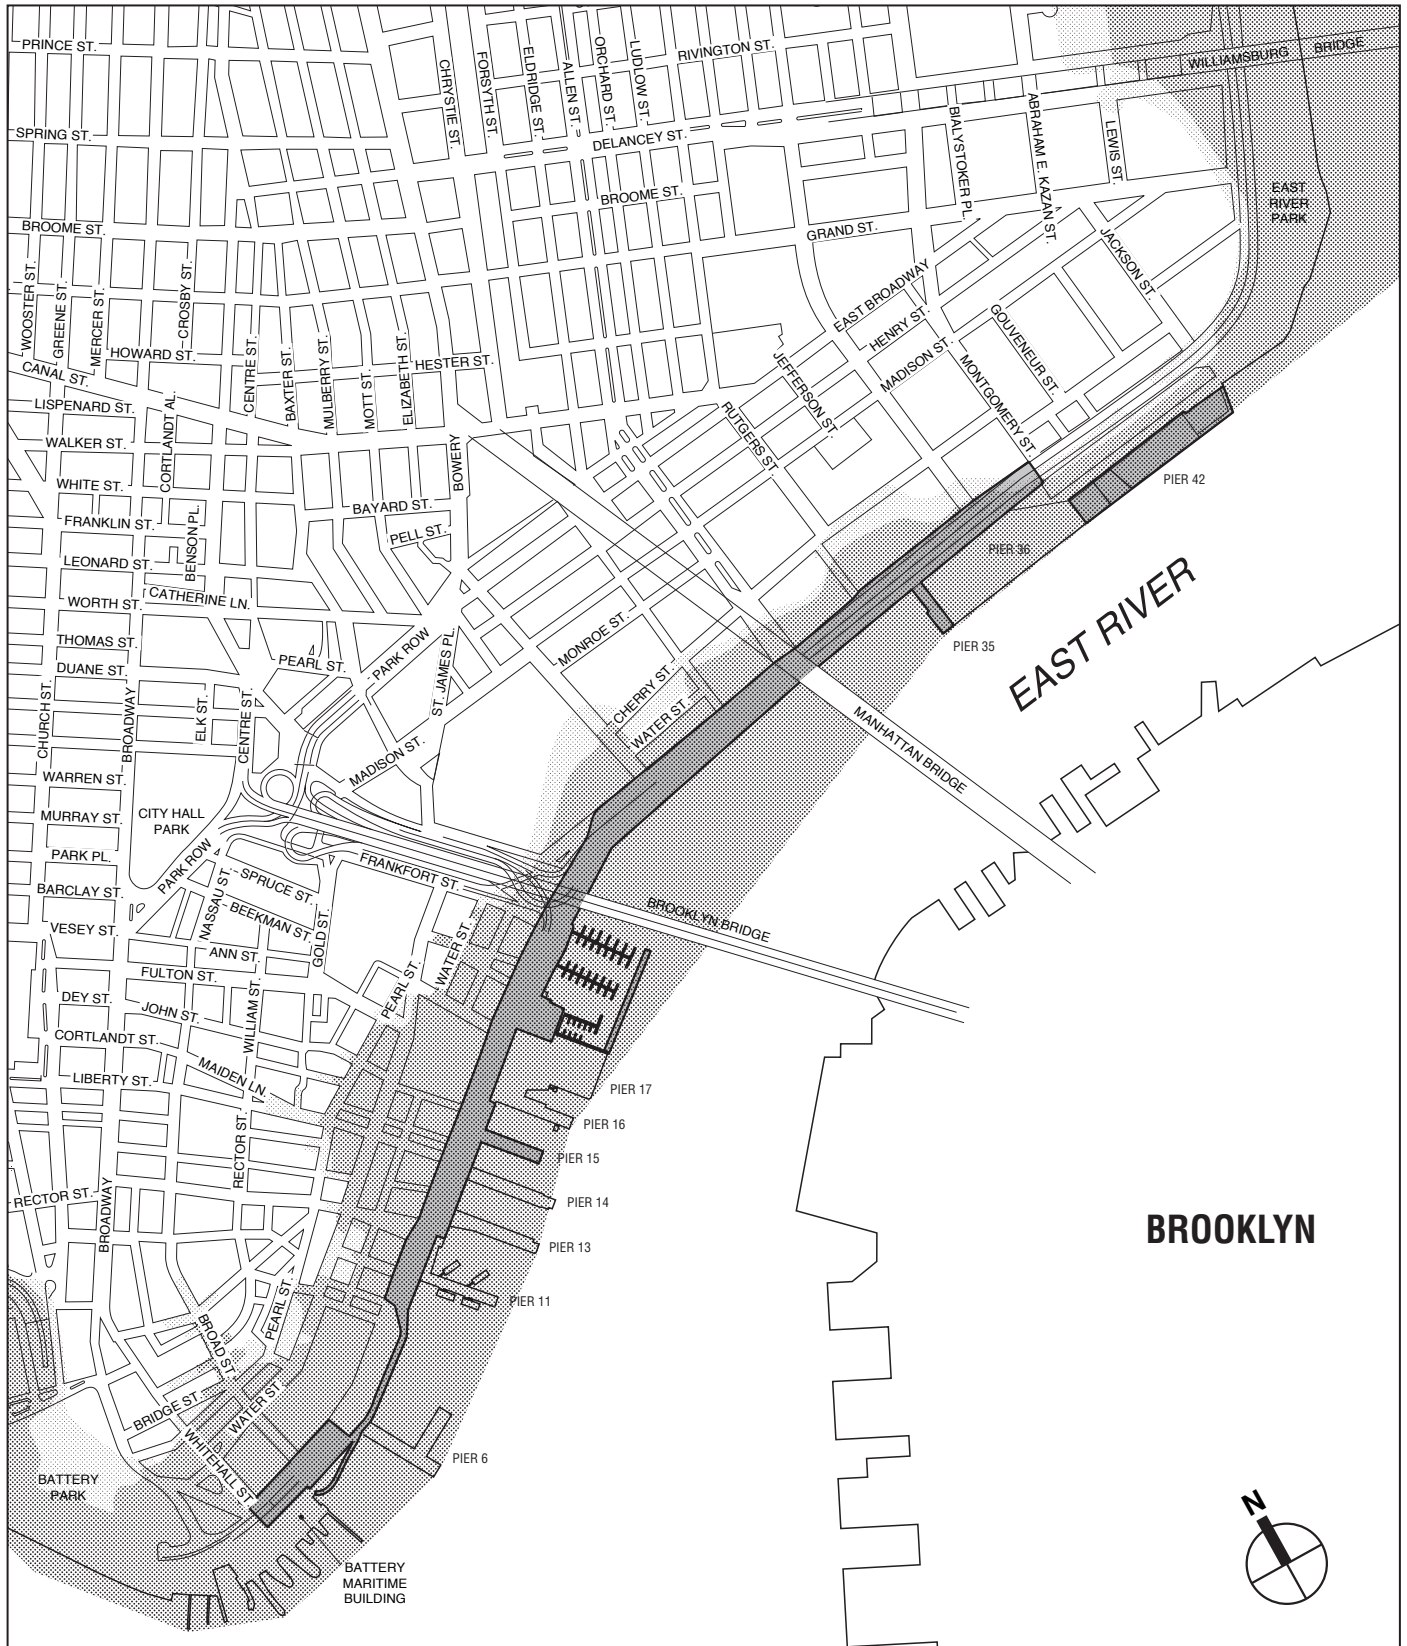 PRINCE ST.
CHRYSTIE ST.
FORSYTH ST.
ELDRIDGE ST.
ALLEN ST.
ORCHARD ST.
LUDLOW ST.
RIVINGTON ST.
WILLIAMSBURG
BRIDGE
SPRING ST.
DELANCEY ST.
BIALYSTOKER PL.
ABRAHAM E. KAZAN ST.
LEWIS ST.
EAST
RIVER
PARK
BROOME ST.
BROOME ST.
GRAND ST.
JACKSON ST.
WOOSTER ST.
GREENE ST.
MERCER ST.
CROSBY ST.
EAST BROADWAY
HENRY ST.
MADISON ST.
GOUVENEUR ST.
MONTGOMERY ST.
HOWARD ST.
CENTRE ST.
BAXTER ST.
MULBERRY ST.
MOTT ST.
ELIZABETH ST.
HESTER ST.
JEFFERSON ST.
RUTGERS ST.
CANAL ST.
LISPENARD ST.
CORTLANDT AL.
WALKER ST.
BOWERY
WHITE ST.
PIER 42
FRANKLIN ST.
BENSON PL.
BAYARD ST.
PELL ST.
PIER 36
LEONARD ST.
CATHERINE LN.
WORTH ST.
EAST RIVER
THOMAS ST.
PEARL ST.
PARK ROW
ST. JAMES PL.
MONROE ST.
PIER 35
DUANE ST.
CHURCH ST.
BROADWAY
ELK ST.
CENTRE ST.
CHERRY ST.
WATER ST.
MADISON ST.
MANHATTAN BRIDGE
WARREN ST.
MURRAY ST.
CITY HALL
PARK
PARK PL.
PARK ROW
FRANKFORT ST.
BARCLAY ST.
NASSAU ST.
SPRUCE ST.
BEEKMAN ST.
GOLD ST.
BROOKLYN BRIDGE
VESEY ST.
ANN ST.
WATER ST.
FULTON ST.
PEARL ST.
DEY ST.
JOHN ST.
WILLIAM ST.
CORTLANDT ST.
MAIDEN LN.
LIBERTY ST.
PIER 17
PIER 16
RECTOR ST.
PIER 15
RECTOR ST.
BROADWAY
PIER 14
BROOKLYN
PIER 13
PEARL ST.
PIER 11
BROAD ST.
BRIDGE ST.
WATER ST.
WHITEHALL ST.
PIER 6
BATTERY
PARK
N
BATTERY
MARITIME
BUILDING